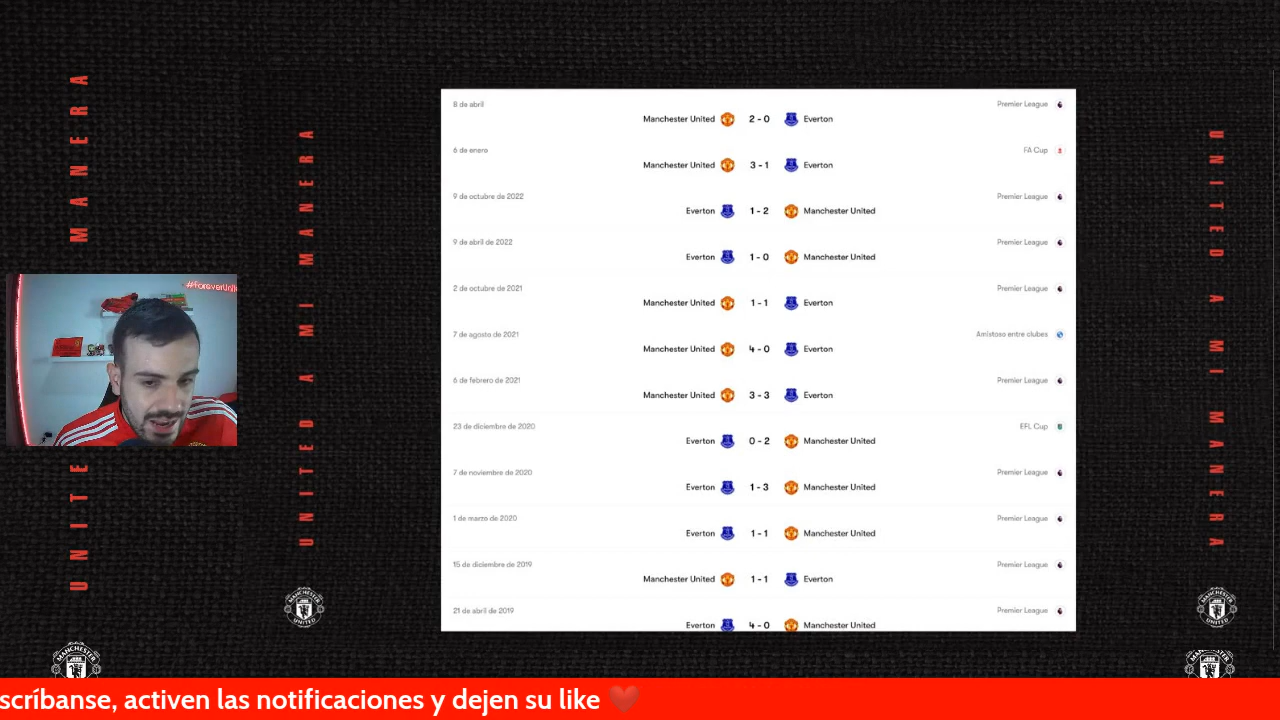 UNITED A MI MANERA
UNITE
MANERA
#ForeverUnit
8 de abril
Premier League
Manchester United 2 - 0 Everton
6 de enero
FA Cup
Manchester United 3 - 1 Everton
9 de octubre de 2022
Premier League
Everton 1 - 2 Manchester United
9 de abril de 2022
Premier League
Everton 1 - 0 Manchester United
2 de octubre de 2021
Premier League
Manchester United 1 - 1 Everton
7 de agosto de 2021
Amistoso entre clubes
Manchester United 4 - 0 Everton
6 de febrero de 2021
Premier League
Manchester United 3 - 3 Everton
23 de diciembre de 2020
EFL Cup
Everton 0 - 2 Manchester United
7 de noviembre de 2020
Premier League
Everton 1 - 3 Manchester United
1 de marzo de 2020
Premier League
Everton 1 - 1 Manchester United
15 de diciembre de 2019
Premier League
Manchester United 1 - 1 Everton
21 de abril de 2019
Premier League
Everton 4 - 0 Manchester United
UNITED A MI MANERA
MANCHESTER UNITED
MANCHESTER UNITED
MANCHESTER
MANCHESTER
scríbanse, activen las notificaciones y dejen su like ❤